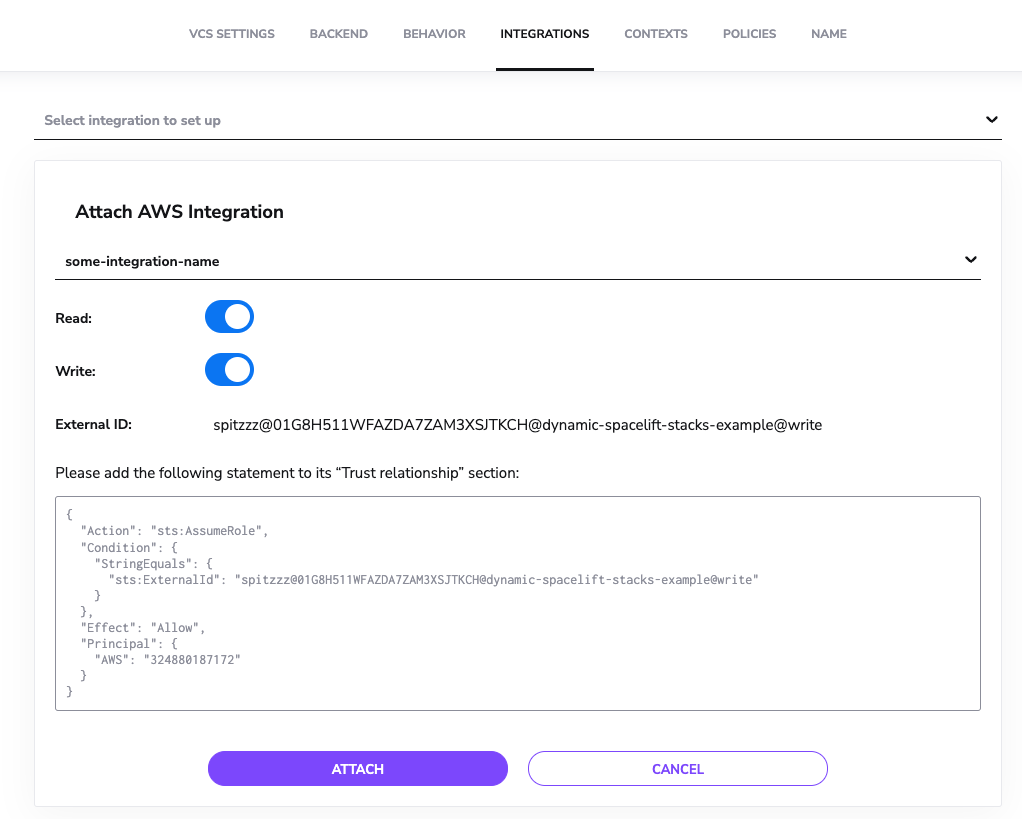 VCS SETTINGS BACKEND BEHAVIOR INTEGRATIONS CONTEXTS POLICIES NAME
Select integration to set up
Attach AWS Integration
some-integration-name
Read:
Write:
External ID: spitzzz@01G8H511WFAZDA7ZAM3XSJTKCH@dynamic-spacelift-stacks-example@write
Please add the following statement to its “Trust relationship” section:
{
  "Action": "sts:AssumeRole",
  "Condition": {
    "StringEquals": {
      "sts:ExternalId": "spitzzz@01G8H511WFAZDA7ZAM3XSJTKCH@dynamic-spacelift-stacks-example@write"
    }
  },
  "Effect": "Allow",
  "Principal": {
    "AWS": "324880187172"
  }
}
ATTACH CANCEL